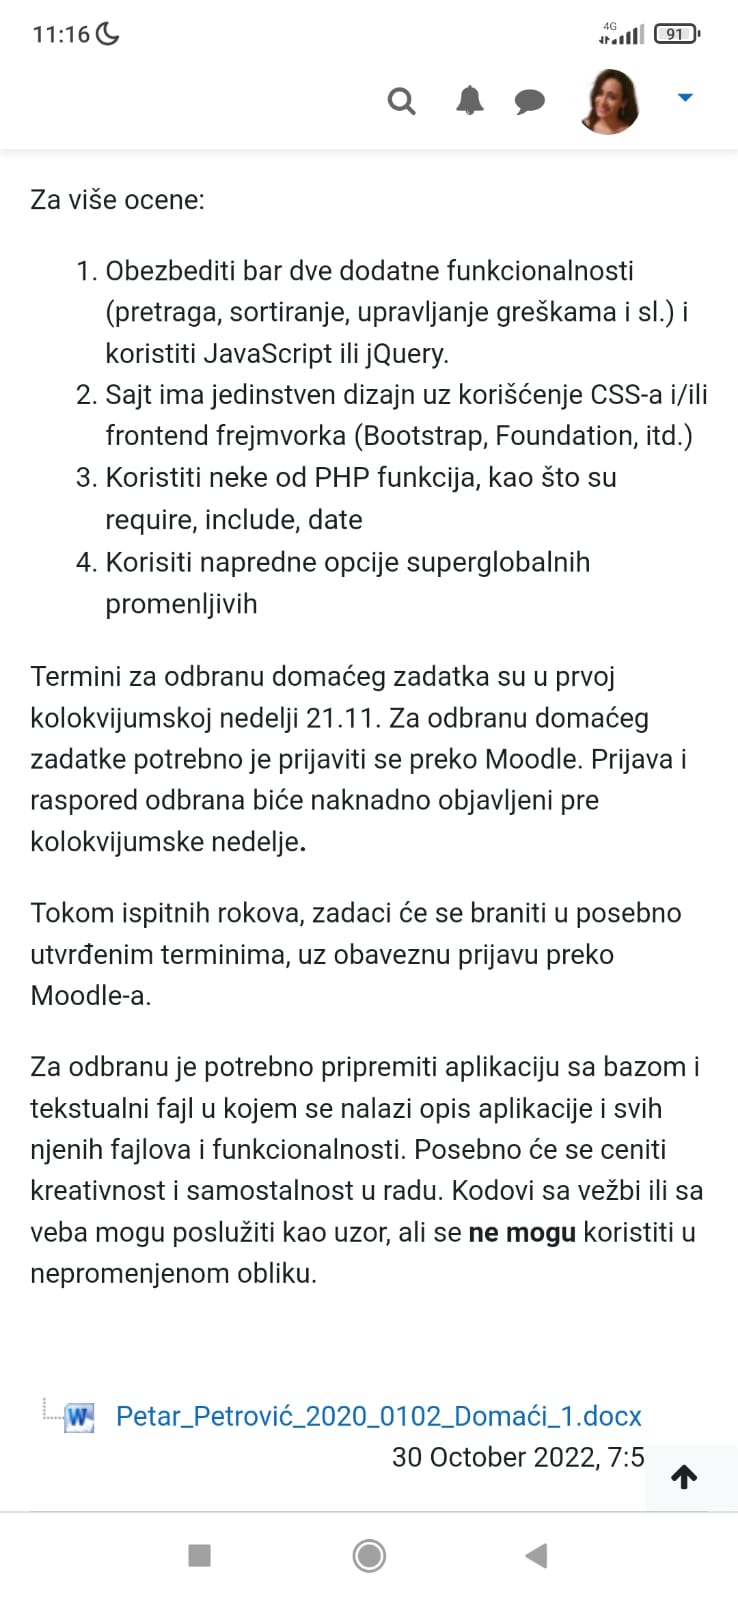 11:16
4G
91
Za više ocene:
1. Obezbediti bar dve dodatne funkcionalnosti
(pretraga, sortiranje, upravljanje greškama i sl.) i
koristiti JavaScript ili jQuery.
2. Sajt ima jedinstven dizajn uz korišćenje CSS-a i/ili
frontend frejmvorka (Bootstrap, Foundation, itd.)
3. Koristiti neke od PHP funkcija, kao što su
require, include, date
4. Korisiti napredne opcije superglobalnih
promenljivih
Termini za odbranu domaćeg zadatka su u prvoj
kolokvijumskoj nedelji 21.11. Za odbranu domaćeg
zadatke potrebno je prijaviti se preko Moodle. Prijava i
raspored odbrana biće naknadno objavljeni pre
kolokvijumske nedelje.
Tokom ispitnih rokova, zadaci će se braniti u posebno
utvrđenim terminima, uz obaveznu prijavu preko
Moodle-a.
Za odbranu je potrebno pripremiti aplikaciju sa bazom i
tekstualni fajl u kojem se nalazi opis aplikacije i svih
njenih fajlova i funkcionalnosti. Posebno će se ceniti
kreativnost i samostalnost u radu. Kodovi sa vežbi ili sa
veba mogu poslužiti kao uzor, ali se ne mogu koristiti u
nepromenjenom obliku.
W
Petar_Petrović_2020_0102_Domaći_1.docx
30 October 2022, 7:5